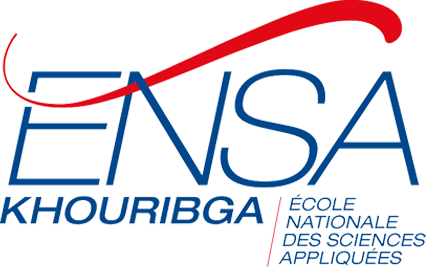 ENSA
KHOURIBGA
ÉCOLE
NATIONALE
DES SCIENCES
APPLIQUÉES